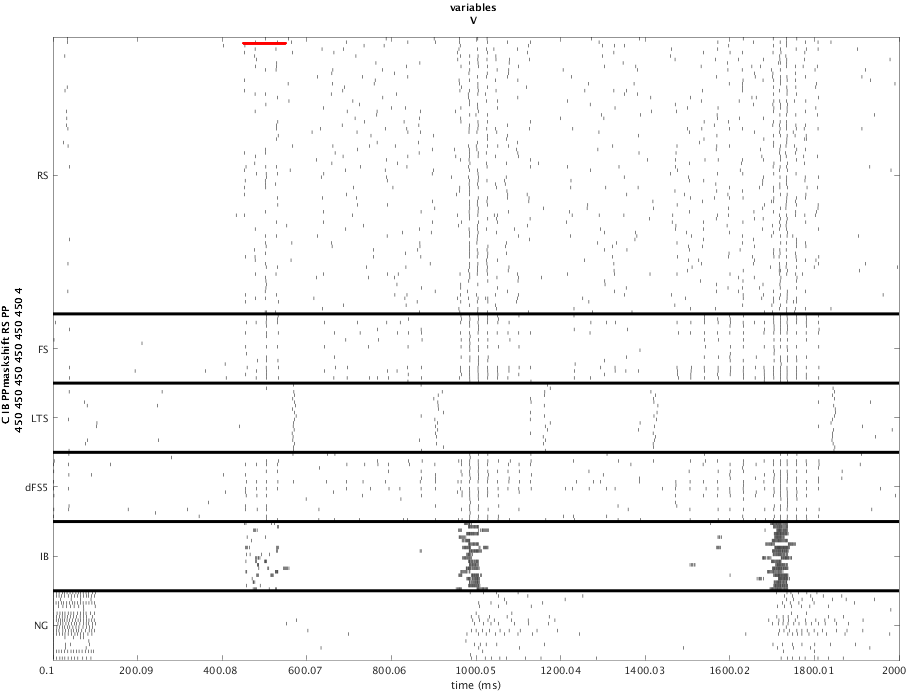 variables
V
C IB PPmaskshift RS PP
450 450 450 450 450 450 4
RS
FS
LTS
dFS5
IB
NG
0.1 200.09 400.08 600.07 800.06 1000.05 1200.04 1400.03 1600.02 1800.01 2000
time (ms)